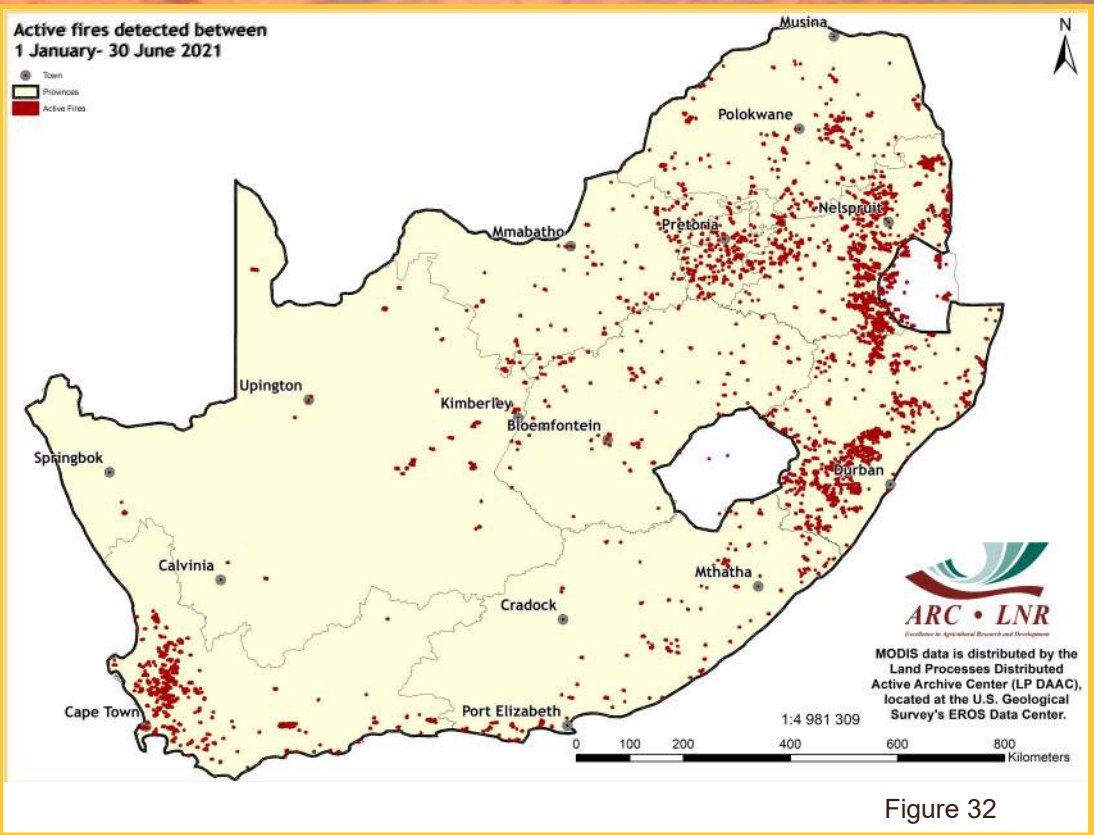 Active fires detected between
1 January- 30 June 2021
Town
Provinces
Active Fires
N
Musina
Polokwane
Nelspruit
Pretoria
Mmabatho
Upington
Kimberley
Bloemfontein
Springbok
Durban
Calvinia
Mthatha
Cradock
Cape Town
Port Elizabeth
ARC • LNR
Excellence in Agricultural Research and Development
MODIS data is distributed by the
Land Processes Distributed
Active Archive Center (LP DAAC),
located at the U.S. Geological
Survey's EROS Data Center.
1:4 981 309
0 100 200 400 600 800
Kilometers
Figure 32